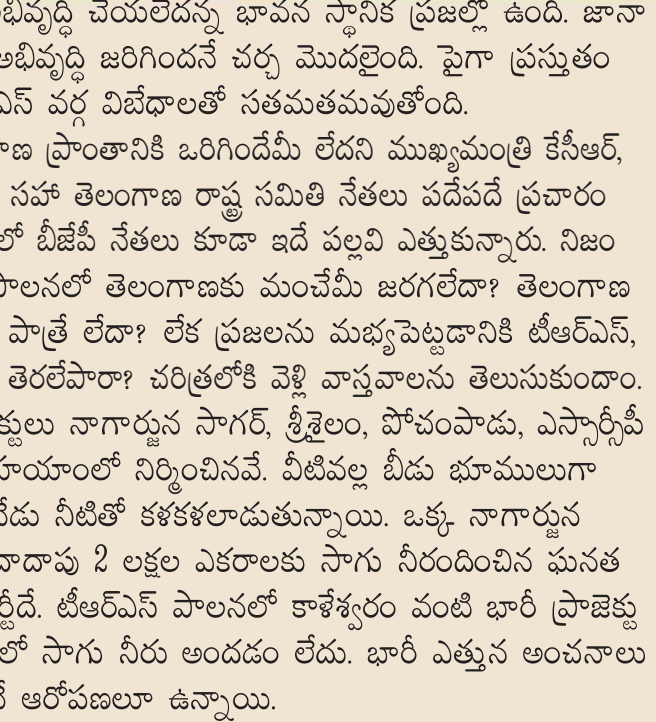 భివృద్ధి చేయలేదన్న భావన స్థానిక ప్రజల్లో ఉంది. జానా
అభివృద్ధి జరిగిందనే చర్చ మొదలైంది. పైగా ప్రస్తుతం
ఎస్ వర్గ విబేధాలతో సతమతమవుతోంది.
ాణ ప్రాంతానికి ఒరిగిందేమీ లేదని ముఖ్యమంత్రి కేసీఆర్,
సహా తెలంగాణ రాష్ట్ర సమితి నేతలు పదేపదే ప్రచారం
లో బీజేపీ నేతలు కూడా ఇదే పల్లవి ఎత్తుకున్నారు. నిజం
పాలనలో తెలంగాణకు మంచేమీ జరగలేదా? తెలంగాణ
పాత్రే లేదా? లేక ప్రజలను మభ్యపెట్టడానికి టీఆర్ఎస్,
తెరలేపారా? చరిత్రలోకి వెళ్లి వాస్తవాలను తెలుసుకుందాం.
క్టులు నాగార్జున సాగర్, శ్రీశైలం, పోచంపాడు, ఎస్సార్సీపీ
హయాంలో నిర్మించినవే. వీటివల్ల బీడు భూములుగా
నేడు నీటితో కళకళలాడుతున్నాయి. ఒక్క నాగార్జున
దాదాపు 2 లక్షల ఎకరాలకు సాగు నీరందించిన ఘనత
ర్టీదే. టీఆర్ఎస్ పాలనలో కాళేశ్వరం వంటి భారీ ప్రాజెక్టు
లో సాగు నీరు అందడం లేదు. భారీ ఎత్తున అంచనాలు
ఆరోపణలూ ఉన్నాయి.